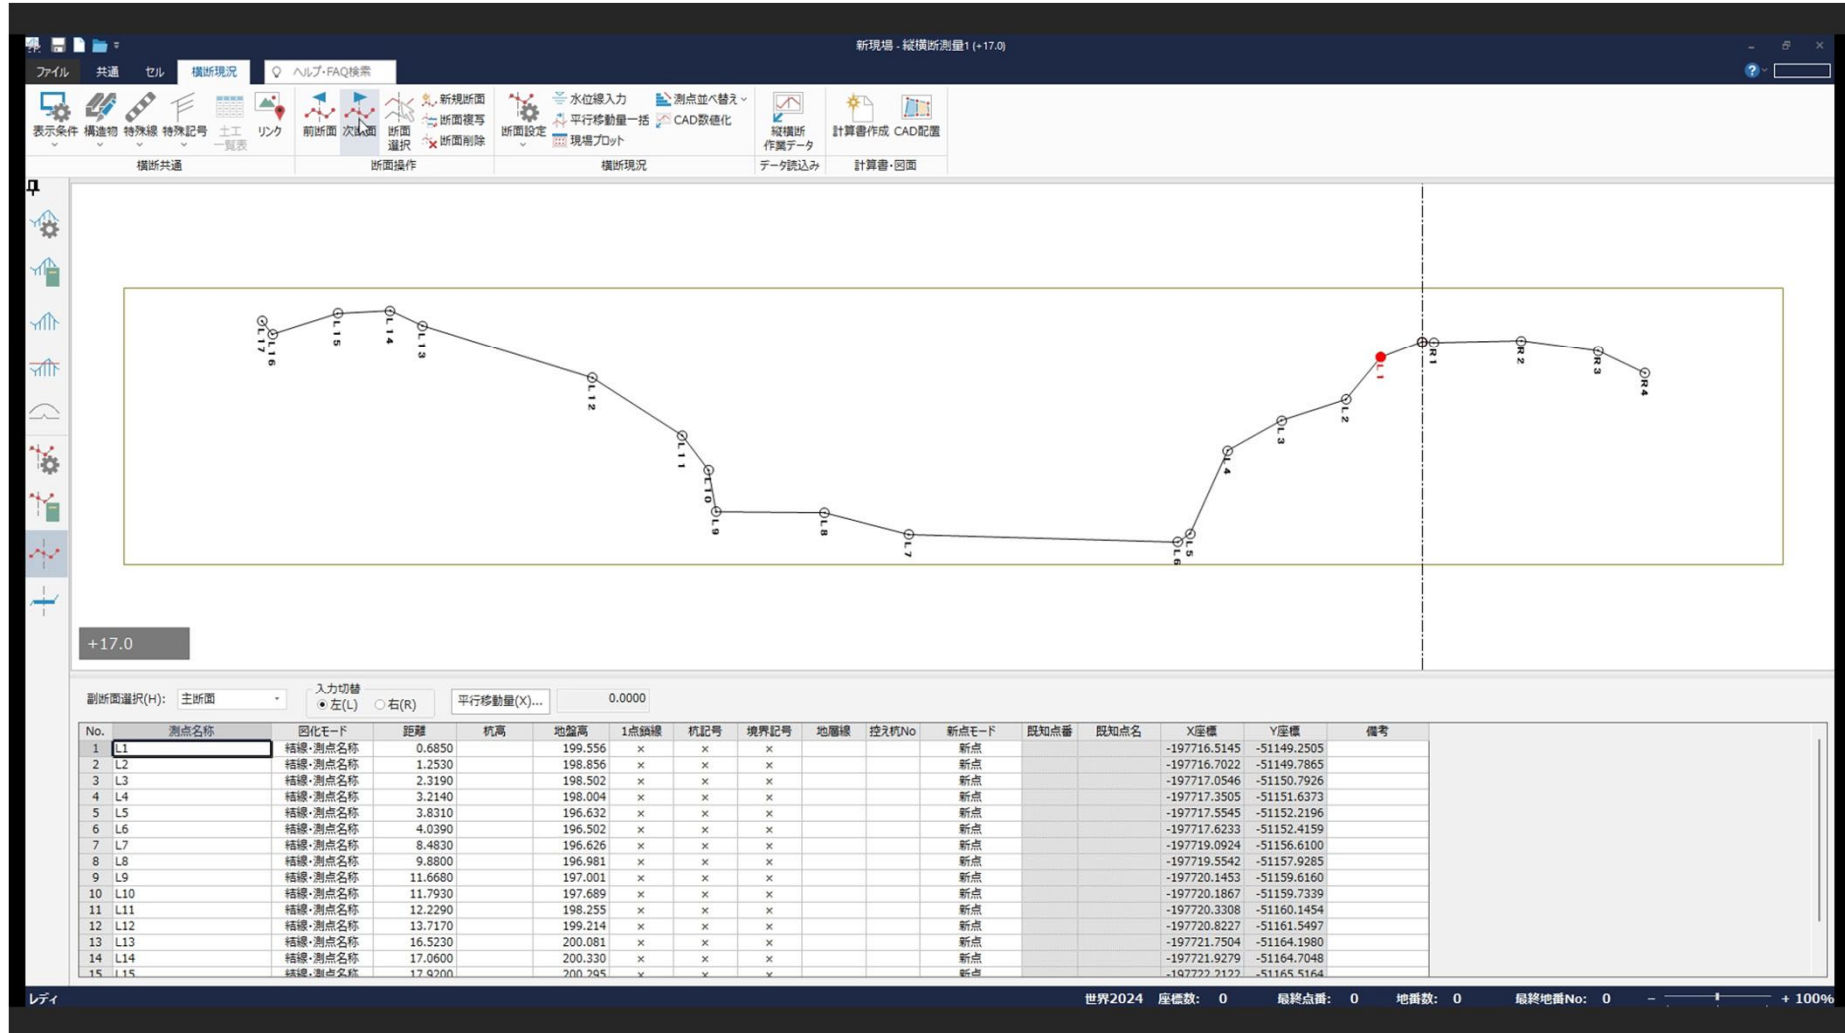 新現場 - 縦横断測量1 (+17.0)
ファイル 共通 セル 横断現況 ヘルプ・FAQ検索
表示条件 構造物 特殊線 特殊記号 土工一覧表 リンク
横断共通
前断面 次断面 断面選択 新規断面 断面複写 断面削除
断面操作
断面設定 水位線入力 平行移動量一括 現場プロット 測点並べ替え CAD数値化
横断現況
縦横断作業データ
データ読込み
計算書作成 CAD配置
計算書・図面
L17 L16 L15 L14 L13 L12 L11 L10 L9 L8 L7 L6 L5 L4 L3 L2 L1 R1 R2 R3 R4
+17.0
副断面選択(H): 主断面 入力切替 左(L) 右(R) 平行移動量(X)... 0.0000
No. 測点名称 図化モード 距離 杭高 地盤高 1点鎖線 杭記号 境界記号 地層線 控え杭No 新点モード 既知点番 既知点名 X座標 Y座標 備考
1 L1 結線・測点名称 0.6850 199.556 × × × 新点 -197716.5145 -51149.2505
2 L2 結線・測点名称 1.2530 198.856 × × × 新点 -197716.7022 -51149.7865
3 L3 結線・測点名称 2.3190 198.502 × × × 新点 -197717.0546 -51150.7926
4 L4 結線・測点名称 3.2140 198.004 × × × 新点 -197717.3505 -51151.6373
5 L5 結線・測点名称 3.8310 196.632 × × × 新点 -197717.5545 -51152.2196
6 L6 結線・測点名称 4.0390 196.502 × × × 新点 -197717.6233 -51152.4159
7 L7 結線・測点名称 8.4830 196.626 × × × 新点 -197719.0924 -51156.6100
8 L8 結線・測点名称 9.8800 196.981 × × × 新点 -197719.5542 -51157.9285
9 L9 結線・測点名称 11.6680 197.001 × × × 新点 -197720.1453 -51159.6160
10 L10 結線・測点名称 11.7930 197.689 × × × 新点 -197720.1867 -51159.7339
11 L11 結線・測点名称 12.2290 198.255 × × × 新点 -197720.3308 -51160.1454
12 L12 結線・測点名称 13.7170 199.214 × × × 新点 -197720.8227 -51161.5497
13 L13 結線・測点名称 16.5230 200.081 × × × 新点 -197721.7504 -51164.1980
14 L14 結線・測点名称 17.0600 200.330 × × × 新点 -197721.9279 -51164.7048
15 L15 結線・測点名称 17.9200 200.295 × × × 新点 -197722.2122 -51165.5164
レディ 世界2024 座標数: 0 最終点番: 0 地番数: 0 最終地番No: 0 − + 100%